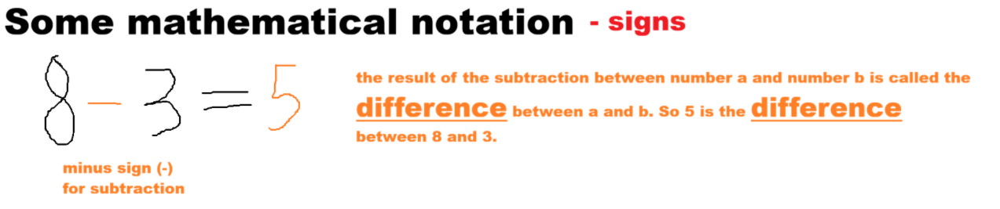 Some mathematical notation - signs
8 - 3 = 5
the result of the subtraction between number a and number b is called the
difference between a and b. So 5 is the difference
between 8 and 3.
minus sign (-)
for subtraction